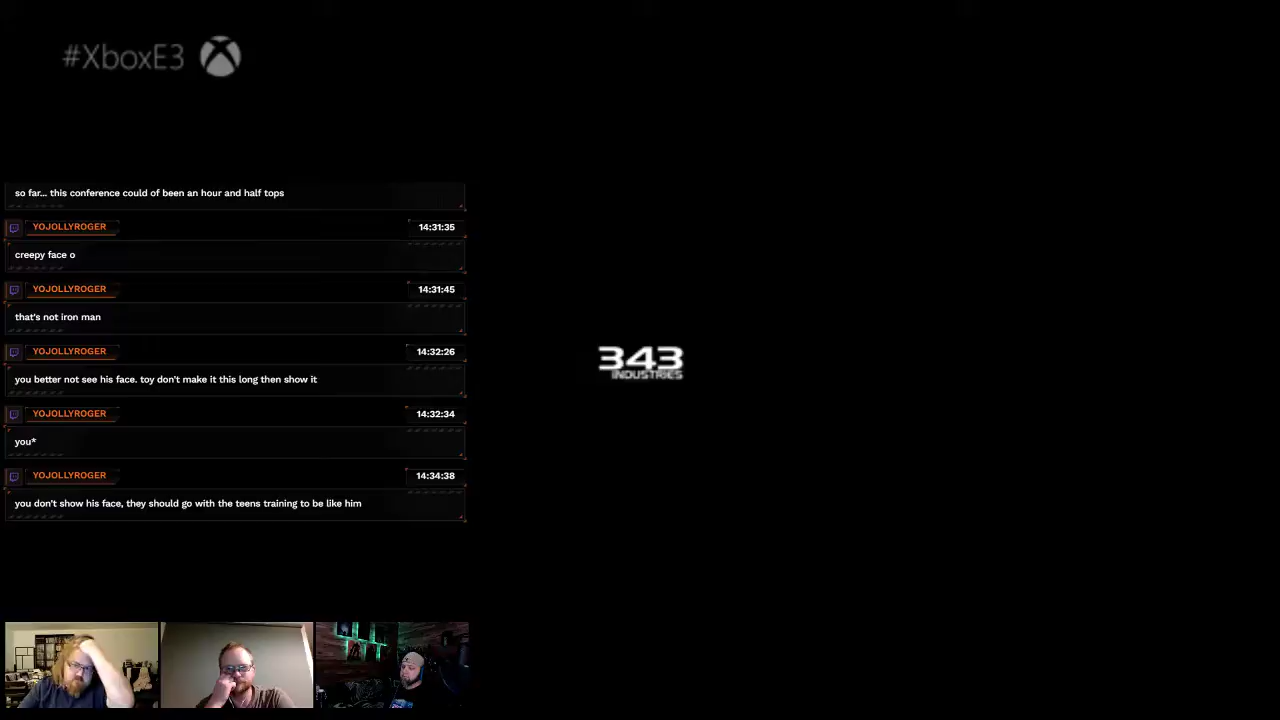 #XboxE3
so far... this conference could of been an hour and half tops
YOJOLLYROGER 14:31:35
creepy face o
YOJOLLYROGER 14:31:45
that's not iron man
YOJOLLYROGER 14:32:26
you better not see his face. toy don't make it this long then show it
YOJOLLYROGER 14:32:34
you*
YOJOLLYROGER 14:34:38
you don't show his face, they should go with the teens training to be like him
343
INDUSTRIES